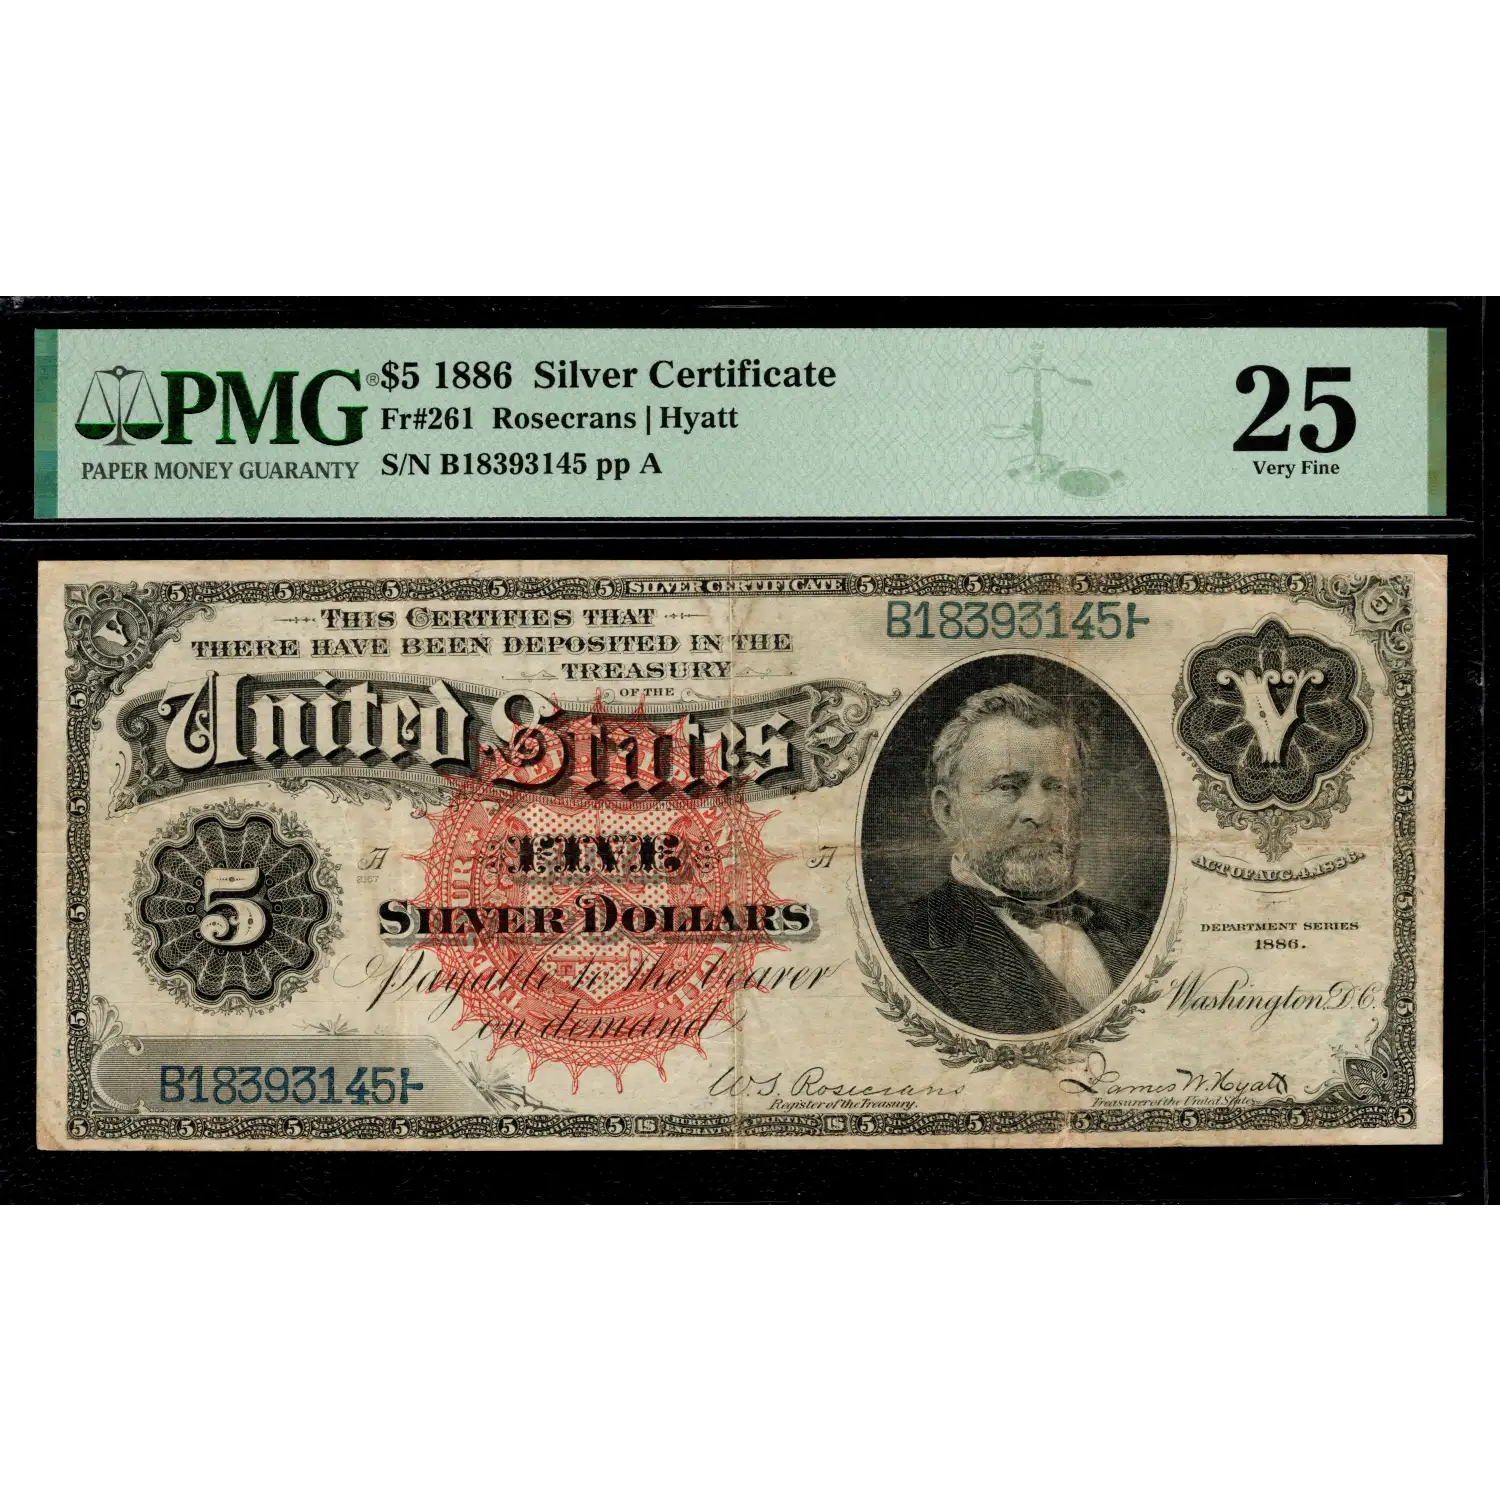 PMG®
PAPER MONEY GUARANTY
$5 1886 Silver Certificate
Fr#261 Rosecrans | Hyatt
S/N B18393145 pp A
25
Very Fine
SILVER CERTIFICATE
THIS CERTIFIES THAT
THERE HAVE BEEN DEPOSITED IN THE
TREASURY
OF THE
United States
B18393145
V
FIVE
A
A
5
SILVER DOLLARS
Payable to the bearer
on demand
ACT OF AUG. 4, 1886.
DEPARTMENT SERIES
1886.
Washington, D.C.
B18393145
W S Rosecrans
Register of the Treasury.
James W. Hyatt
Treasurer of the United States.